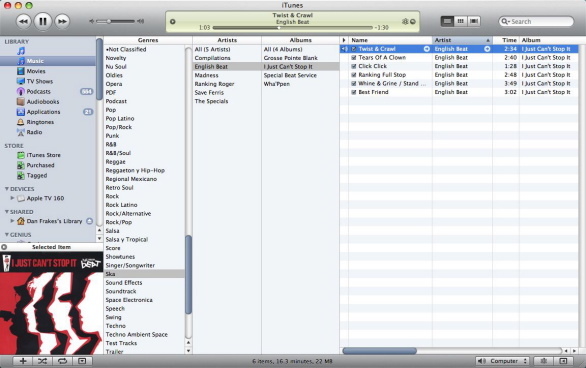 iTunes
Twist & Crawl
English Beat
1:03
-1:30
Search
LIBRARY
Music
Movies
TV Shows
Podcasts
Audiobooks
Applications
Ringtones
Radio
STORE
iTunes Store
Purchased
Tagged
DEVICES
Apple TV 160
SHARED
Dan Frakes's Library
GENIUS
Selected Item
I JUST CAN'T STOP IT
Genres
*Not Classified
Novelty
Nu Soul
Oldies
Opera
PDF
Podcast
Pop
Pop Latino
Pop/Rock
Punk
R&B
R&B/Soul
Reggae
Reggaeton y Hip-Hop
Regional Mexicano
Retro Soul
Rock
Rock Latino
Rock/Alternative
Rock/Pop
Salsa
Salsa y Tropical
Score
Showtunes
Singer/Songwriter
Ska
Sound Effects
Soundtrack
Space Electronica
Speech
Swing
Techno
Techno Ambient Space
Test Tracks
Trailer
Artists
All (5 Artists)
Compilations
English Beat
Madness
Ranking Roger
Save Ferris
The Specials
Albums
All (4 Albums)
Grosse Pointe Blank
I Just Can't Stop It
Special Beat Service
Wha'ppen
Name Artist Time Album
Twist & Crawl English Beat 2:34 I Just Can't Stop It
Tears Of A Clown English Beat 2:40 I Just Can't Stop It
Click Click English Beat 1:28 I Just Can't Stop It
Ranking Full Stop English Beat 2:48 I Just Can't Stop It
Whine & Grine / Stand ... English Beat 3:49 I Just Can't Stop It
Best Friend English Beat 3:02 I Just Can't Stop It
6 items, 16.3 minutes, 22 MB
Computer